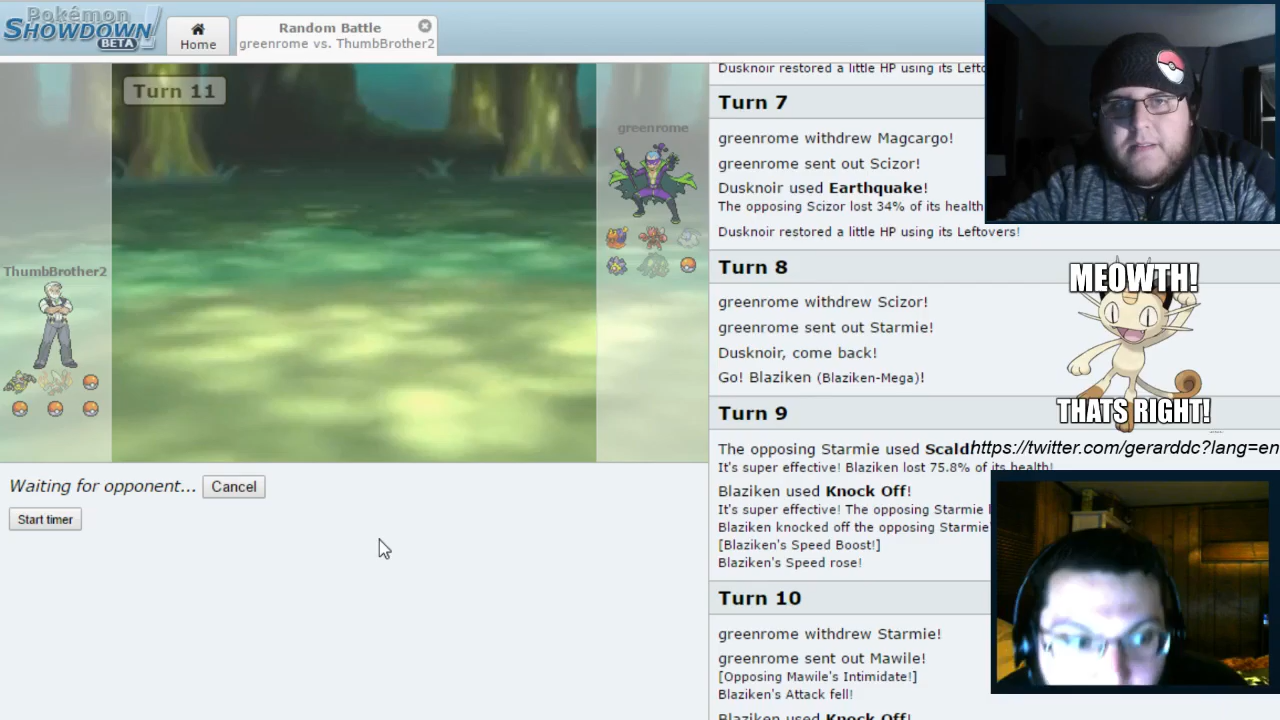 Pokémon
SHOWDOWN!
BETA
Home
Random Battle
greenrome vs. ThumbBrother2
Turn 11
greenrome
ThumbBrother2
Waiting for opponent... Cancel
Start timer
Dusknoir restored a little HP using its Lefto
Turn 7
greenrome withdrew Magcargo!
greenrome sent out Scizor!
Dusknoir used Earthquake!
The opposing Scizor lost 34% of its health
Dusknoir restored a little HP using its Leftovers!
Turn 8
greenrome withdrew Scizor!
greenrome sent out Starmie!
Dusknoir, come back!
Go! Blaziken (Blaziken-Mega)!
Turn 9
The opposing Starmie used Scald
It's super effective! Blaziken lost 75.8% of its health!
Blaziken used Knock Off!
It's super effective! The opposing Starmie
Blaziken knocked off the opposing Starmie
[Blaziken's Speed Boost!]
Blaziken's Speed rose!
Turn 10
greenrome withdrew Starmie!
greenrome sent out Mawile!
[Opposing Mawile's Intimidate!]
Blaziken's Attack fell!
Blaziken used Knock Off!
MEOWTH!
THATS RIGHT!
https://twitter.com/gerarddc?lang=en